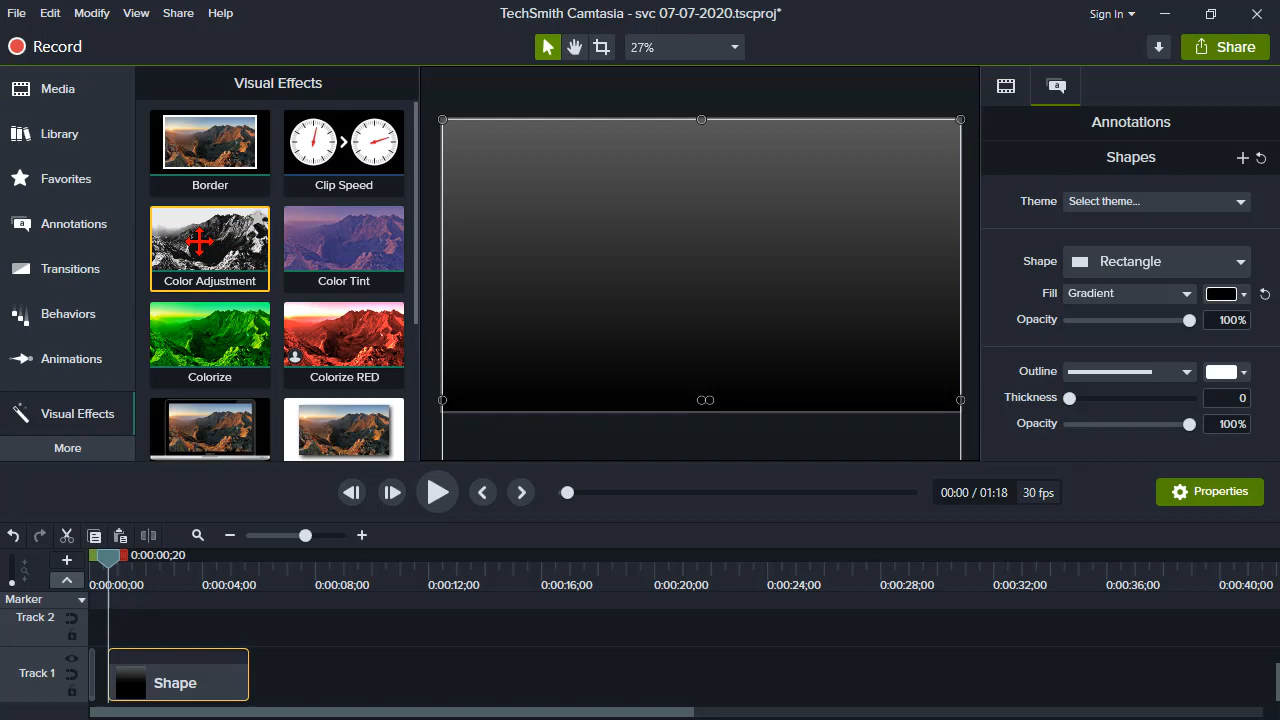 File Edit Modify View Share Help
TechSmith Camtasia - svc 07-07-2020.tscproj*
Sign In
Record
27%
Share
Media
Library
Favorites
Annotations
Transitions
Behaviors
Animations
Visual Effects
More
Visual Effects
Border
Clip Speed
Color Adjustment
Color Tint
Colorize
Colorize RED
a
Annotations
Shapes
Theme Select theme...
Shape Rectangle
Fill Gradient
Opacity 100%
Outline
Thickness 0
Opacity 100%
00:00 / 01:18 30 fps
Properties
0:00:00;20
0:00:00;00 0:00:04;00 0:00:08;00 0:00:12;00 0:00:16;00 0:00:20;00 0:00:24;00 0:00:28;00 0:00:32;00 0:00:36;00 0:00:40;00
Marker
Track 2
Track 1
Shape